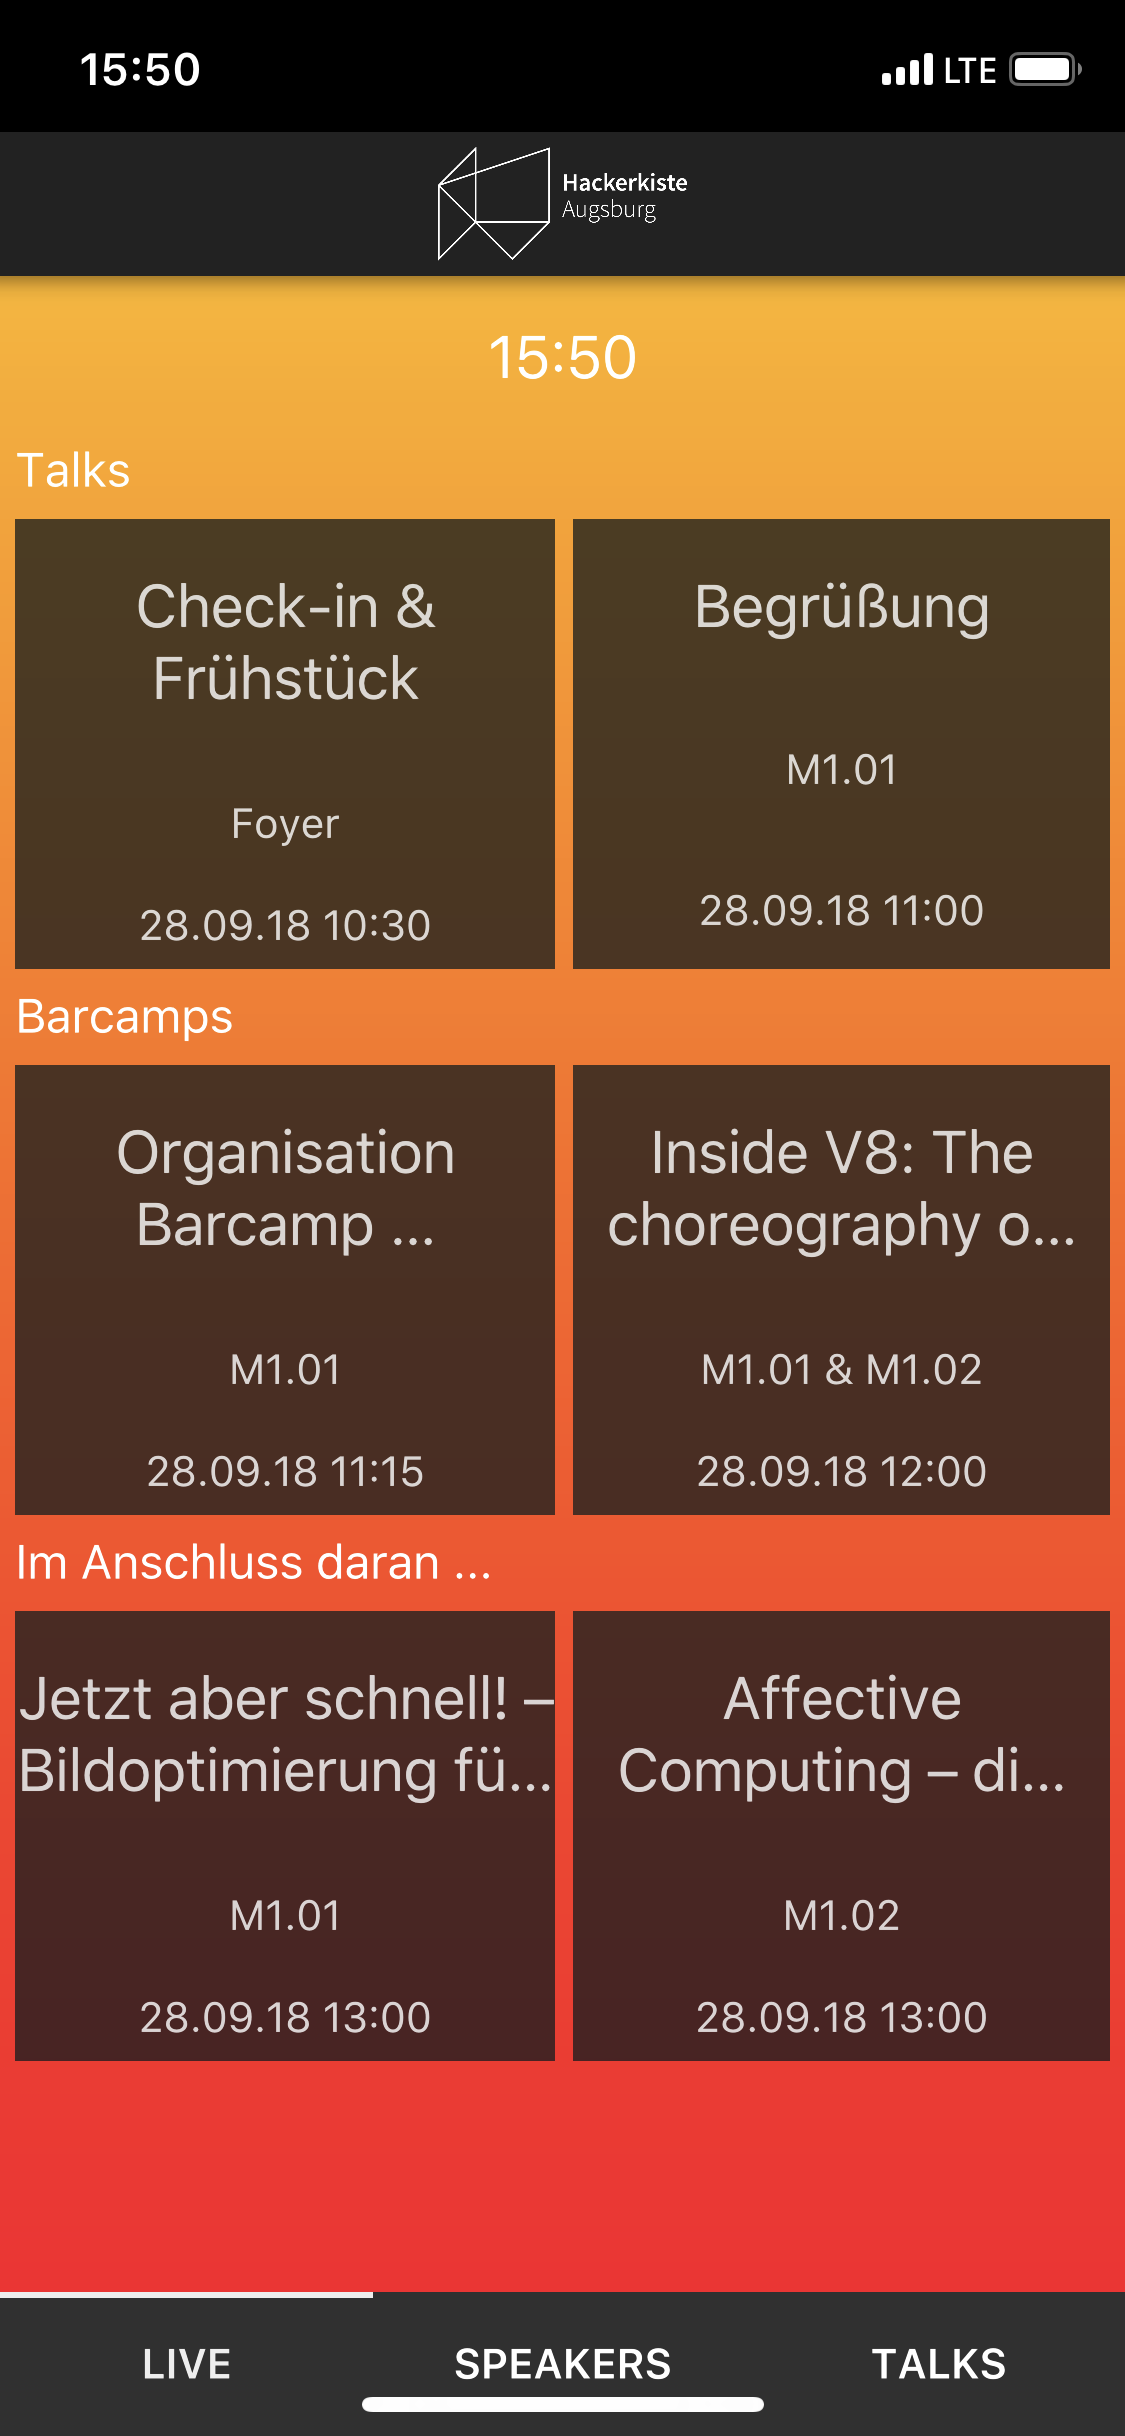 15:50
LTE
Hackerkiste
Augsburg
15:50
Talks
Check-in &
Frühstück
Foyer
28.09.18 10:30
Begrüßung
M1.01
28.09.18 11:00
Barcamps
Organisation
Barcamp ...
M1.01
28.09.18 11:15
Inside V8: The
choreography o...
M1.01 & M1.02
28.09.18 12:00
Im Anschluss daran ...
Jetzt aber schnell! –
Bildoptimierung fü...
M1.01
28.09.18 13:00
Affective
Computing – di...
M1.02
28.09.18 13:00
LIVE
SPEAKERS
TALKS